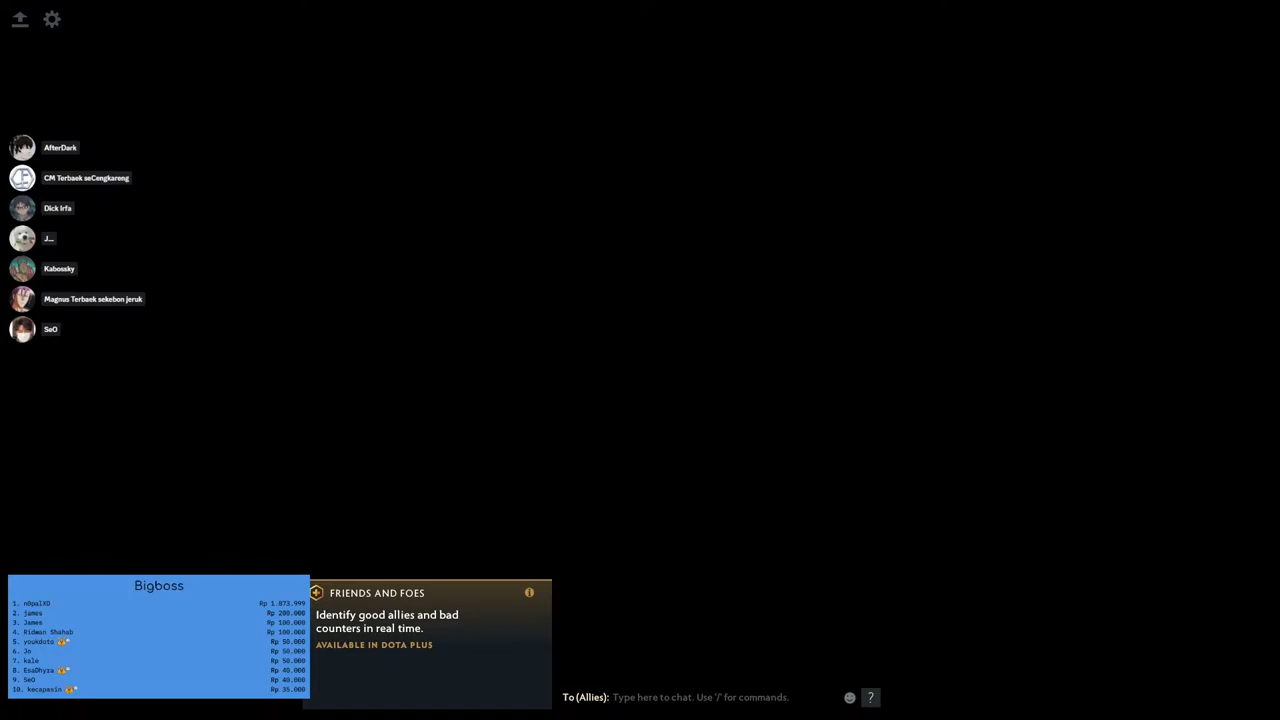 AfterDark
CM Terbaek seCengkareng
Dick Irfa
J...
Kabossky
Magnus Terbaek sekebon jeruk
SeO
Bigboss
1. n0palXD Rp 1.873.999
2. james Rp 200.000
3. James Rp 100.000
4. Ridwan Shahab Rp 100.000
5. youkdoto Rp 50.000
6. Jo Rp 50.000
7. kale Rp 50.000
8. EsaDhyra Rp 40.000
9. SeO Rp 40.000
10. kecapasin Rp 35.000
FRIENDS AND FOES
Identify good allies and bad
counters in real time.
AVAILABLE IN DOTA PLUS
To (Allies): Type here to chat. Use '/' for commands.
?